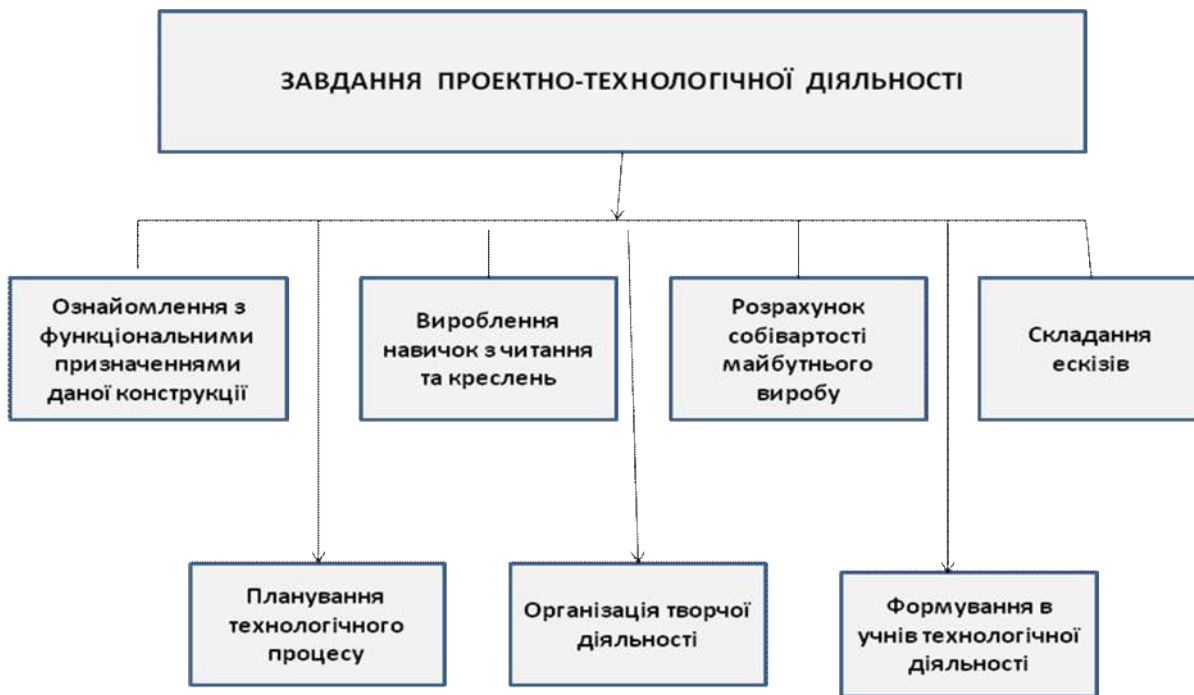 ЗАВДАННЯ ПРОЕКТНО-ТЕХНОЛОГІЧНОЇ ДІЯЛЬНОСТІ
Ознайомлення з
функціональними
призначеннями
даної конструкції
Вироблення
навичок з читання
та креслень
Розрахунок
собівартості
майбутнього
виробу
Складання
ескізів
Планування
технологічного
процесу
Організація творчої
діяльності
Формування в
учнів технологічної
діяльності